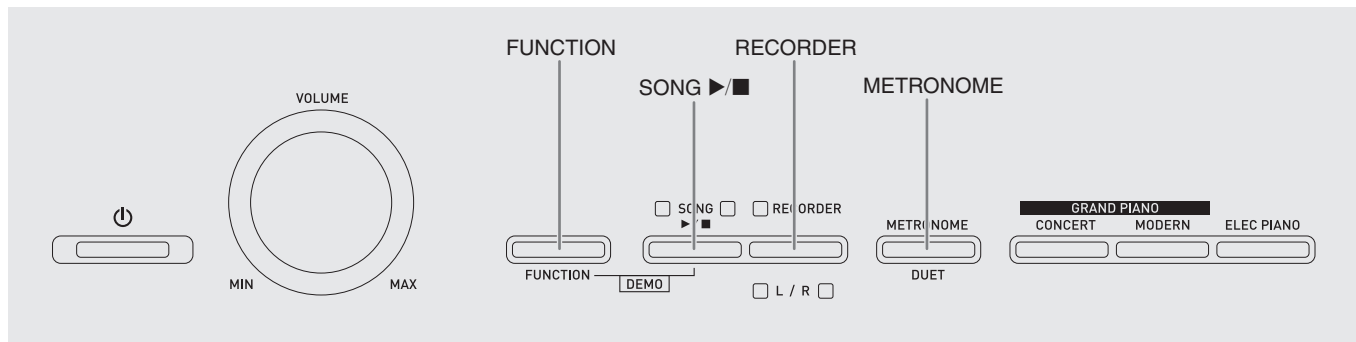 FUNCTION RECORDER
SONG ▶/■ METRONOME
VOLUME
MIN MAX
SONG RECORDER
▶/■
METRONOME
GRAND PIANO
CONCERT MODERN ELEC PIANO
FUNCTION
DEMO
L / R
DUET